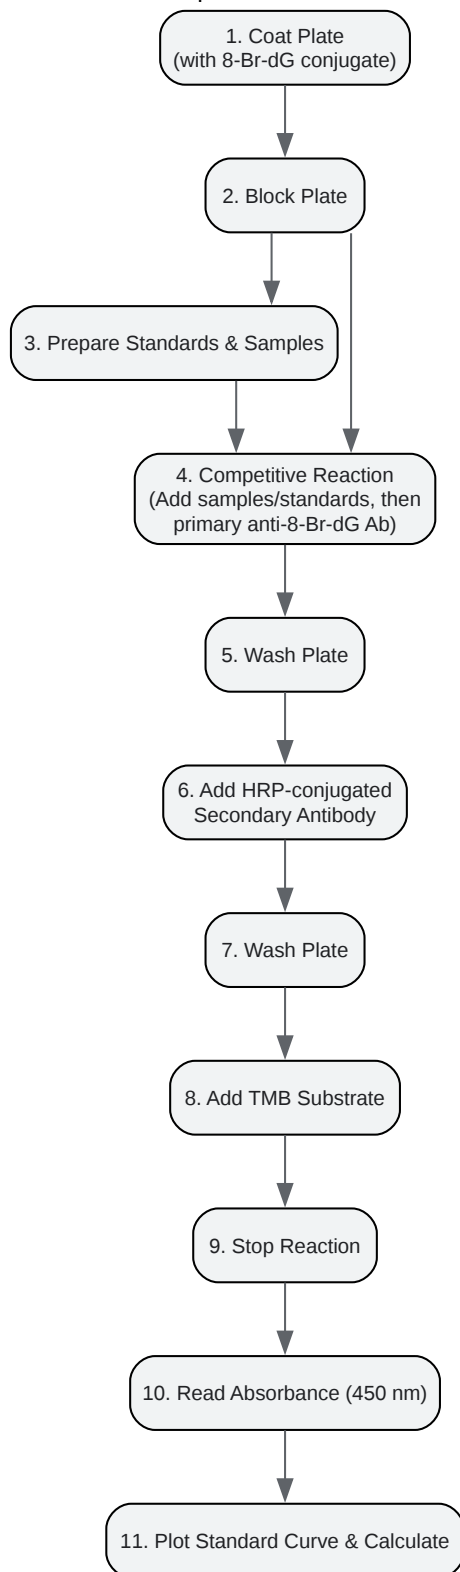 1. Coat Plate
(with 8-Br-dG conjugate)
2. Block Plate
3. Prepare Standards & Samples
4. Competitive Reaction
(Add samples/standards, then
primary anti-8-Br-dG Ab)
5. Wash Plate
6. Add HRP-conjugated
Secondary Antibody
7. Wash Plate
8. Add TMB Substrate
9. Stop Reaction
10. Read Absorbance (450 nm)
11. Plot Standard Curve & Calculate